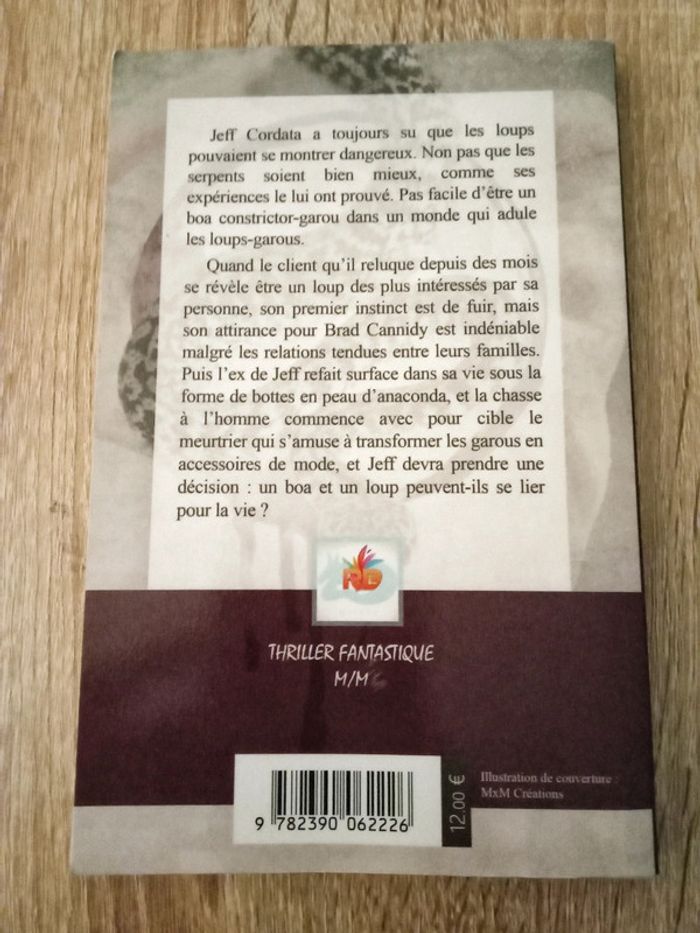 Jeff Cordata a toujours su que les loups
pouvaient se montrer dangereux. Non pas que les
serpents soient bien mieux, comme ses
expériences le lui ont prouvé. Pas facile d'être un
boa constrictor-garou dans un monde qui adule
les loups-garous.
Quand le client qu'il reluque depuis des mois
se révèle être un loup des plus intéressés par sa
personne, son premier instinct est de fuir, mais
son attirance pour Brad Cannidy est indéniable
malgré les relations tendues entre leurs familles.
Puis l'ex de Jeff refait surface dans sa vie sous la
forme de bottes en peau d'anaconda, et la chasse
à l'homme commence avec pour cible le
meurtrier qui s'amuse à transformer les garous en
accessoires de mode, et Jeff devra prendre une
décision : un boa et un loup peuvent-ils se lier
pour la vie ?
RD
THRILLER FANTASTIQUE
M/M
9 782390 062226
12.00 €
Illustration de couverture :
MxM Créations